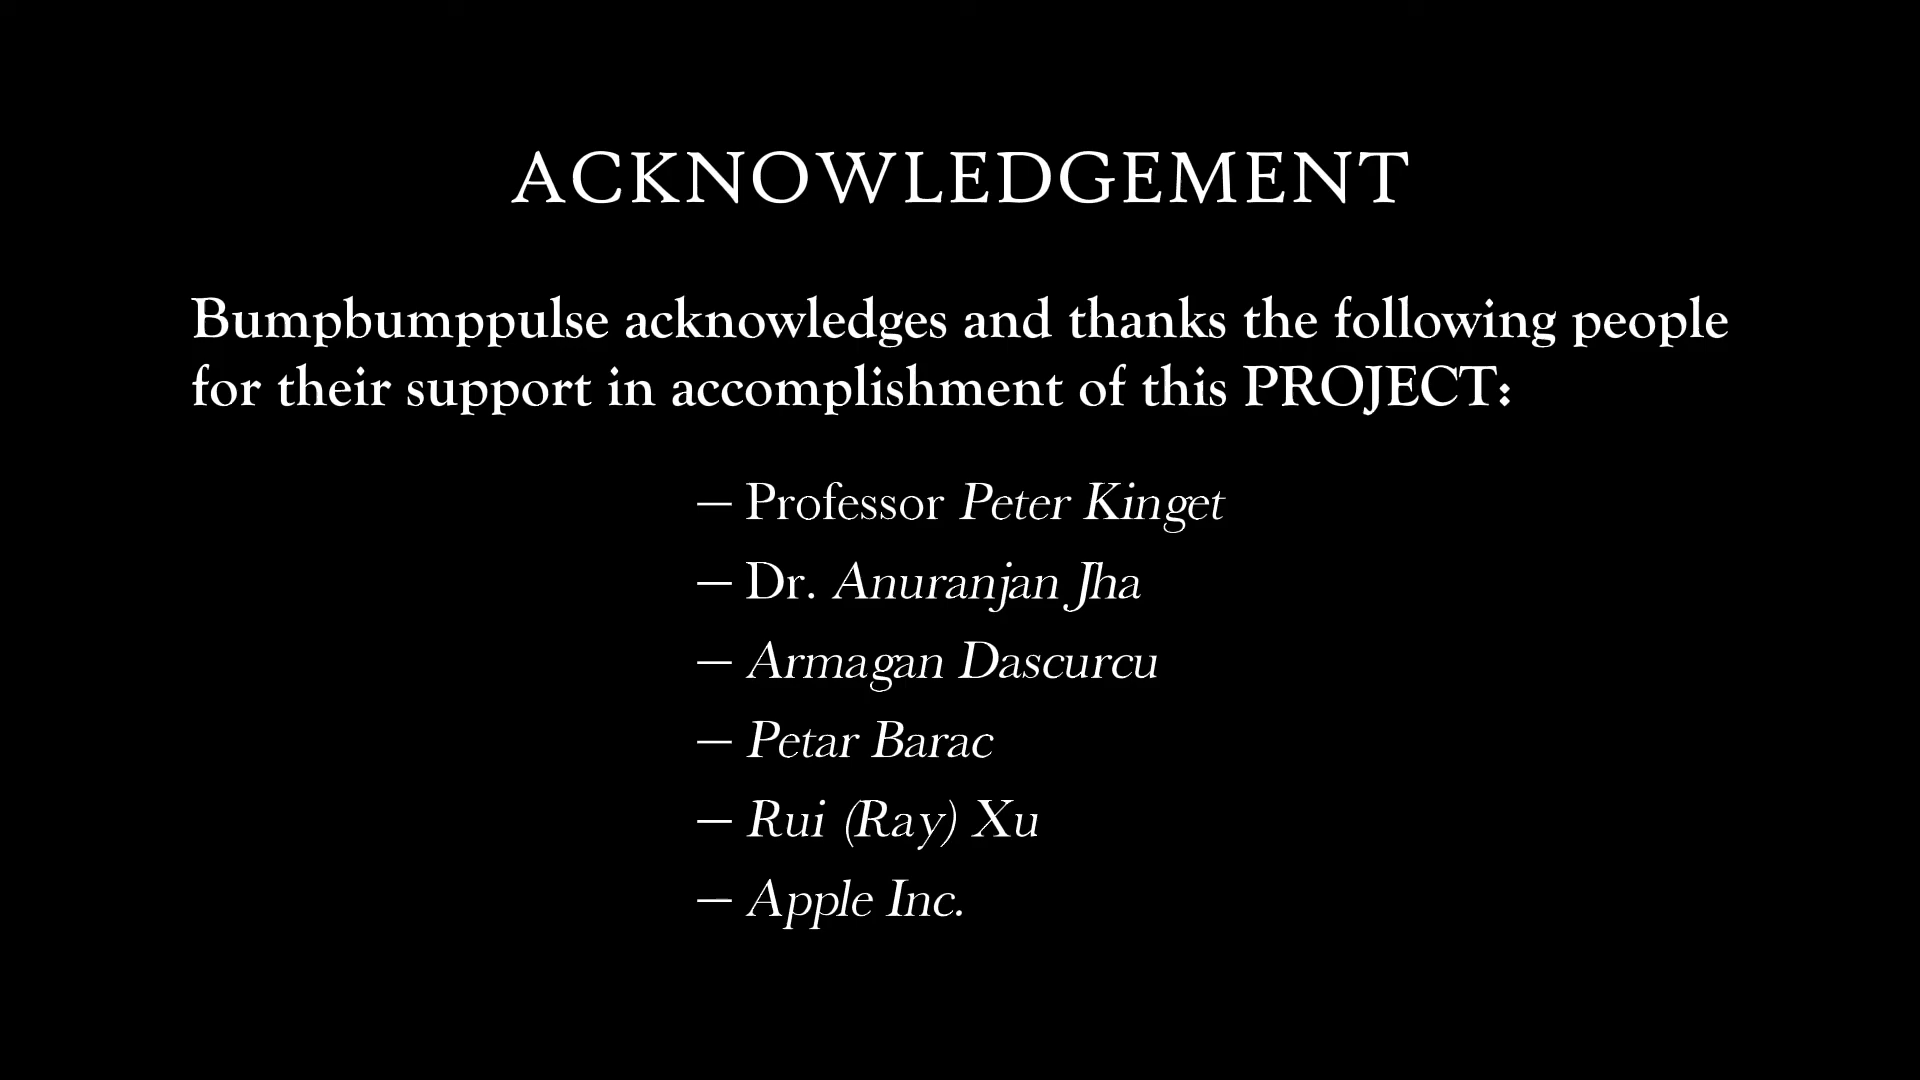 ACKNOWLEDGEMENT
Bumpbumppulse acknowledges and thanks the following people
for their support in accomplishment of this PROJECT:
— Professor Peter Kinget
— Dr. Anuranjan Jha
— Armagan Dascurcu
— Petar Barac
— Rui (Ray) Xu
— Apple Inc.